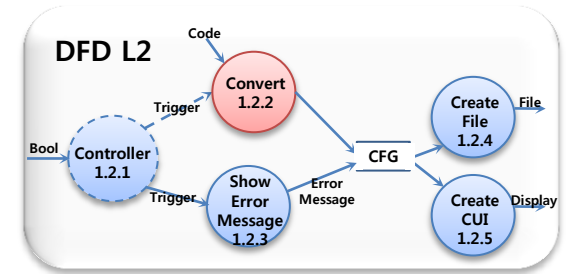 DFD L2
Code
Convert
1.2.2
Trigger
Bool
Controller
1.2.1
Trigger
Show
Error
Message
1.2.3
Error
Message
CFG
Create
File
1.2.4
File
Create
CUI
1.2.5
Display